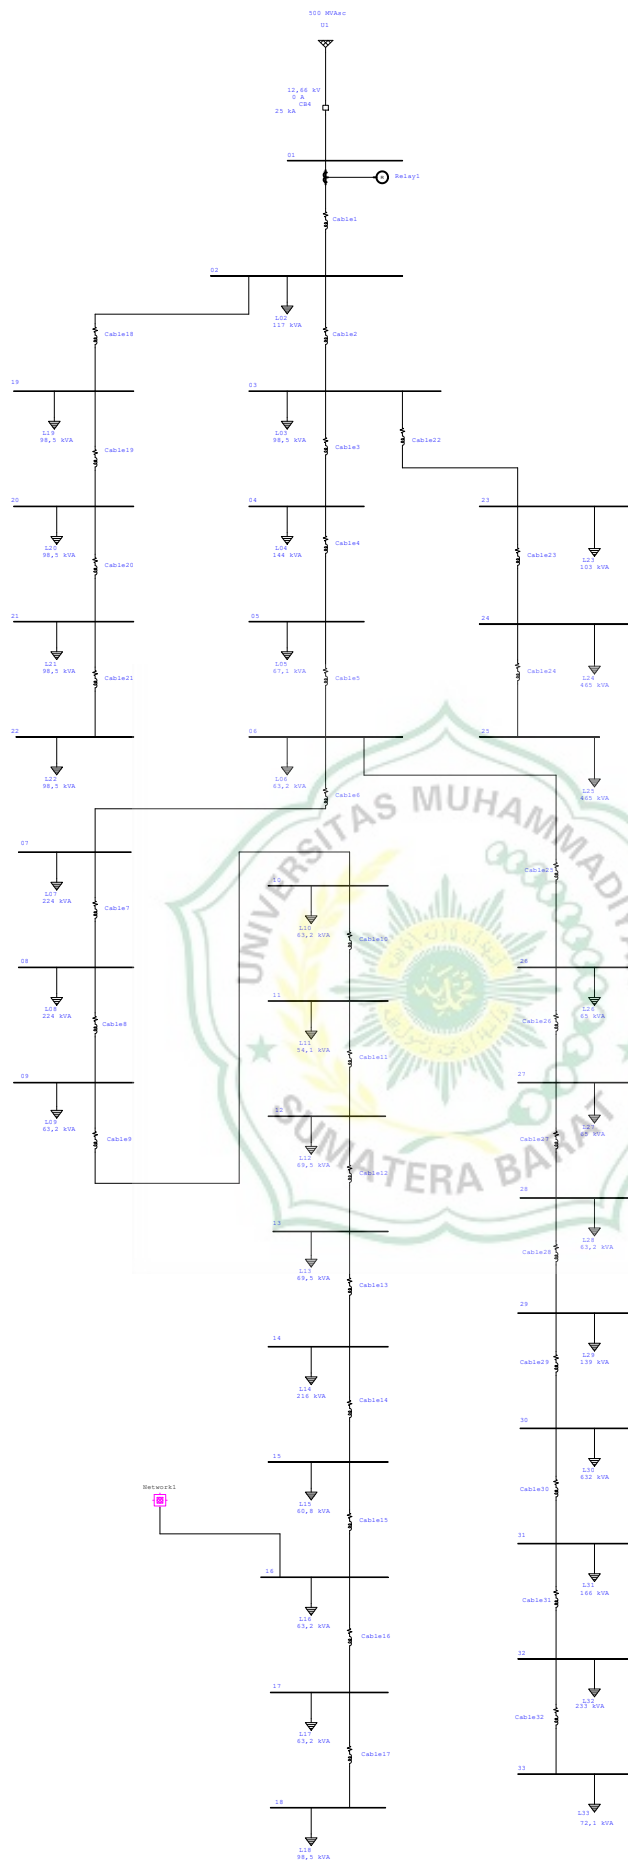 500 MVAsc
U1
12,66 kV
0 A
CB4
25 kA
01
Relay1
R
Cable1
02
L02
117 kVA
Cable18
Cable2
19
03
L19
98,5 kVA
L03
98,5 kVA
Cable19
Cable3
Cable22
20
04
23
L20
98,5 kVA
L04
144 kVA
Cable4
L23
103 kVA
Cable20
Cable23
21
05
24
L21
98,5 kVA
L05
67,1 kVA
L24
465 kVA
Cable21
Cable5
Cable24
22
06
25
L22
98,5 kVA
L06
63,2 kVA
L25
465 kVA
Cable6
UNIVERSITAS MUHAMMADIYA
07
L07
224 kVA
Cable25
10
Cable7
L10
63,2 kVA
Cable10
08
26
L08
224 kVA
L26
65 kVA
11
Cable8
L11
54,1 kVA
Cable26
Cable11
09
27
L09
63,2 kVA
12
L27
65 kVA
Cable9
L12
69,5 kVA
Cable27
Cable12
SUMATERA BARAT
28
13
L28
63,2 kVA
L13
69,5 kVA
Cable28
Cable13
29
14
L29
139 kVA
Cable29
L14
216 kVA
Cable14
30
15
L30
632 kVA
Network1
L15
60,8 kVA
Cable30
Cable15
31
16
L31
166 kVA
L16
63,2 kVA
Cable31
Cable16
32
17
L32
233 kVA
L17
63,2 kVA
Cable32
Cable17
33
18
L33
72,1 kVA
L18
98,5 kVA